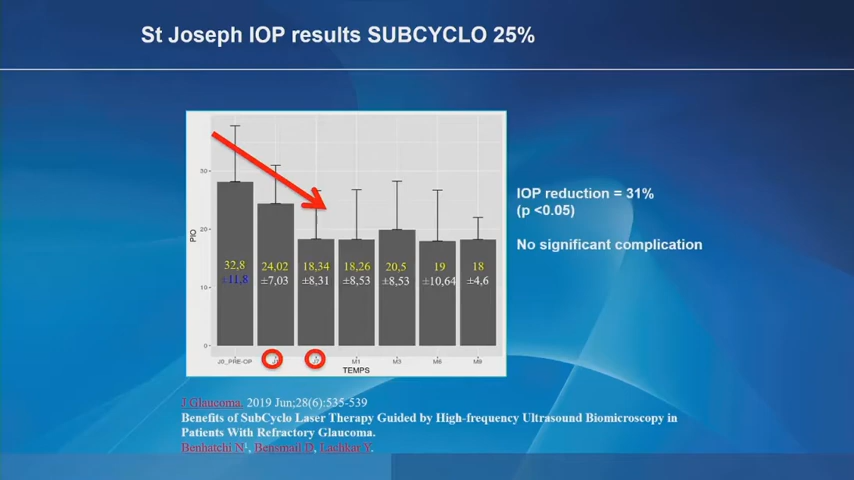 St Joseph IOP results SUBCYCLO 25%
30
20
10
0
PIO
32,8 24,02 18,34 18,26 20,5 19 18
±11,8 ±7,03 ±8,31 ±8,53 ±8,53 ±10,64 ±4,6
J0_PRE-OP M1 M3 M6 M9
TEMPS
IOP reduction = 31%
(p <0.05)
No significant complication
J Glaucoma. 2019 Jun;28(6):535-539
Benefits of SubCyclo Laser Therapy Guided by High-frequency Ultrasound Biomicroscopy in
Patients With Refractory Glaucoma.
Benhatchi N¹, Bensmail D, Lachkar Y.